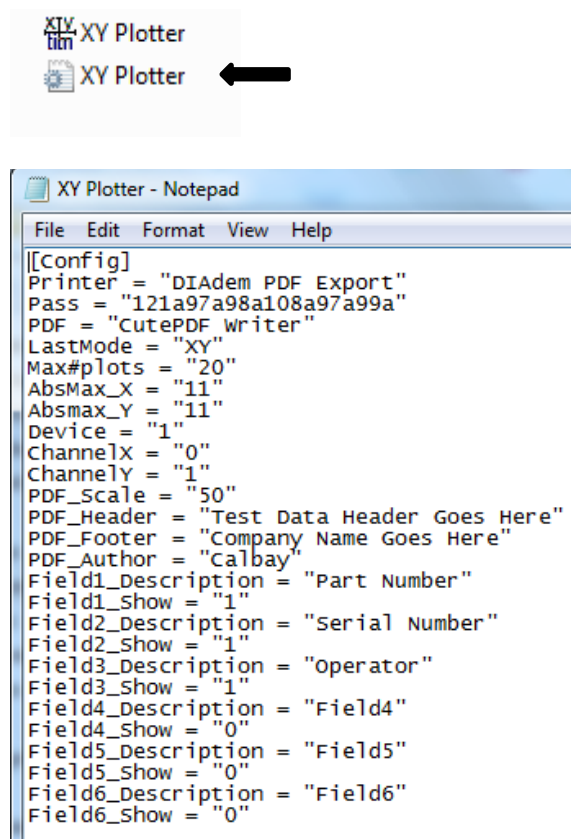 XY Plotter
XY Plotter
XY Plotter - Notepad
File Edit Format View Help
[Config]
Printer = "DIAdem PDF Export"
Pass = "121a97a98a108a97a99a"
PDF = "CutePDF Writer"
LastMode = "XY"
Max#plots = "20"
AbsMax_X = "11"
Absmax_Y = "11"
Device = "1"
ChannelX = "0"
ChannelY = "1"
PDF_Scale = "50"
PDF_Header = "Test Data Header Goes Here"
PDF_Footer = "Company Name Goes Here"
PDF_Author = "Calbay"
Field1_Description = "Part Number"
Field1_Show = "1"
Field2_Description = "Serial Number"
Field2_Show = "1"
Field3_Description = "Operator"
Field3_Show = "1"
Field4_Description = "Field4"
Field4_Show = "0"
Field5_Description = "Field5"
Field5_Show = "0"
Field6_Description = "Field6"
Field6_Show = "0"